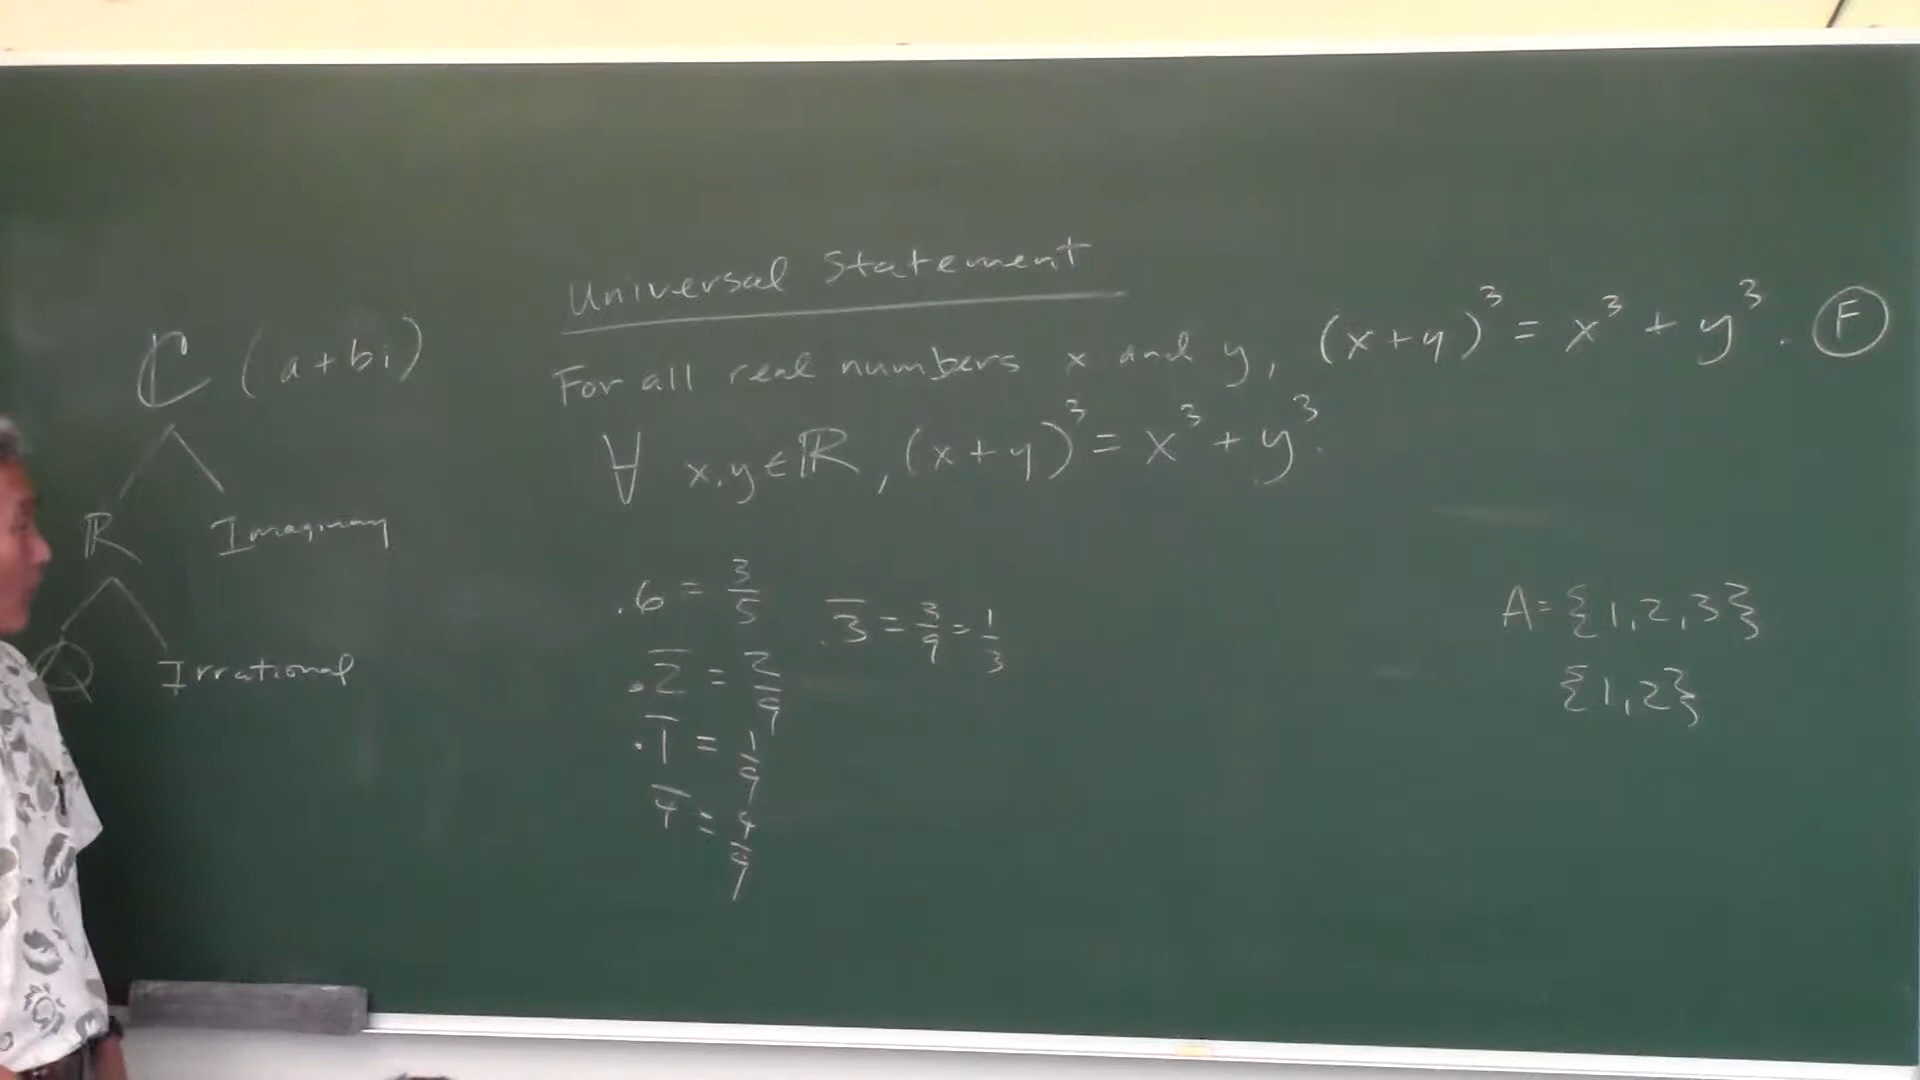 Universal Statement
For all real numbers x and y, (x+y)³ = x³ + y³. Ⓕ
∀ x,y ∈ ℝ, (x+y)³ = x³ + y³.
ℂ (a+bi)
ℝ Imaginary
ℚ Irrational
.6 = 3/5
.3̅ = 3/9 = 1/3
.2̅ = 2/9
.1̅ = 1/9
4̅ = 4/9
A = {1,2,3}
{1,2}